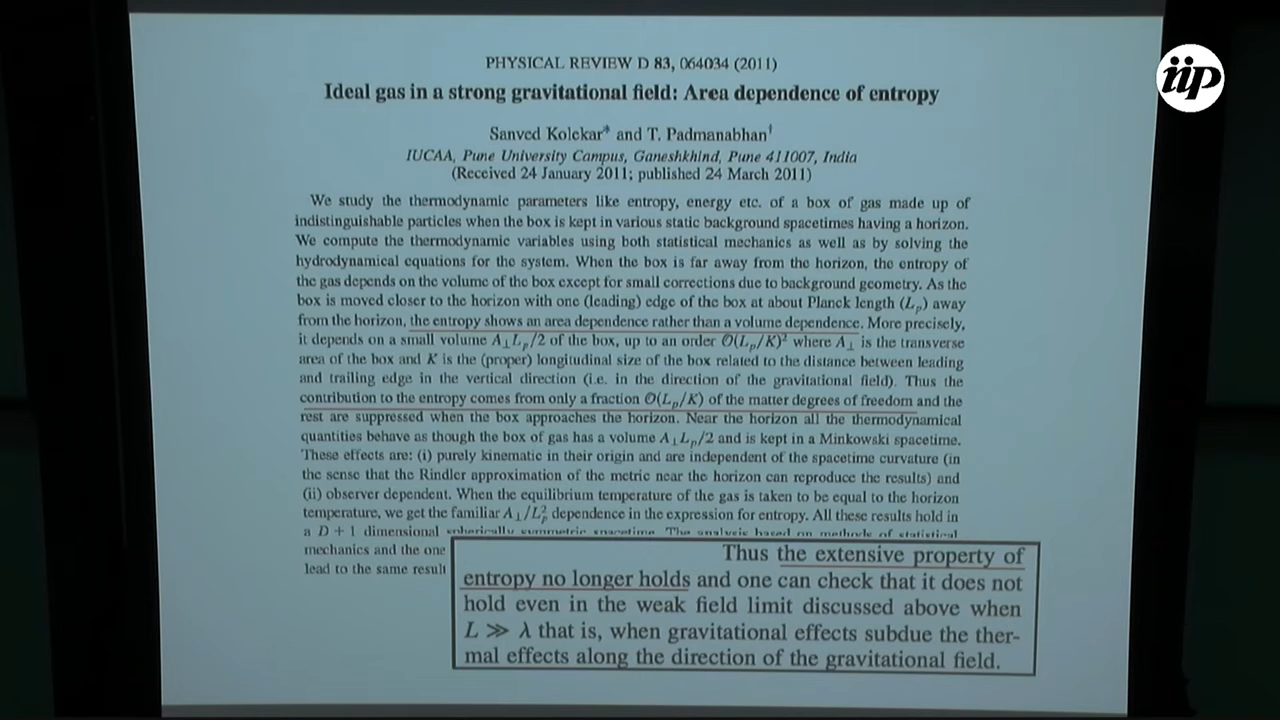 iip
PHYSICAL REVIEW D 83, 064034 (2011)
Ideal gas in a strong gravitational field: Area dependence of entropy
Sanved Kolekar* and T. Padmanabhan†
IUCAA, Pune University Campus, Ganeshkhind, Pune 411007, India
(Received 24 January 2011; published 24 March 2011)
We study the thermodynamic parameters like entropy, energy etc. of a box of gas made up of
indistinguishable particles when the box is kept in various static background spacetimes having a horizon.
We compute the thermodynamic variables using both statistical mechanics as well as by solving the
hydrodynamical equations for the system. When the box is far away from the horizon, the entropy of
the gas depends on the volume of the box except for small corrections due to background geometry. As the
box is moved closer to the horizon with one (leading) edge of the box at about Planck length (Lₚ) away
from the horizon, the entropy shows an area dependence rather than a volume dependence. More precisely,
it depends on a small volume A⊥Lₚ/2 of the box, up to an order O(Lₚ/K)² where A⊥ is the transverse
area of the box and K is the (proper) longitudinal size of the box related to the distance between leading
and trailing edge in the vertical direction (i.e. in the direction of the gravitational field). Thus the
contribution to the entropy comes from only a fraction O(Lₚ/K) of the matter degrees of freedom and the
rest are suppressed when the box approaches the horizon. Near the horizon all the thermodynamical
quantities behave as though the box of gas has a volume A⊥Lₚ/2 and is kept in a Minkowski spacetime.
These effects are: (i) purely kinematic in their origin and are independent of the spacetime curvature (in
the sense that the Rindler approximation of the metric near the horizon can reproduce the results) and
(ii) observer dependent. When the equilibrium temperature of the gas is taken to be equal to the horizon
temperature, we get the familiar A⊥/Lₚ² dependence in the expression for entropy. All these results hold in
a D + 1 dimensional spherically symmetric spacetime. The analysis based on methods of statistical
mechanics and the one
lead to the same result
Thus the extensive property of
entropy no longer holds and one can check that it does not
hold even in the weak field limit discussed above when
L ≫ λ that is, when gravitational effects subdue the ther-
mal effects along the direction of the gravitational field.